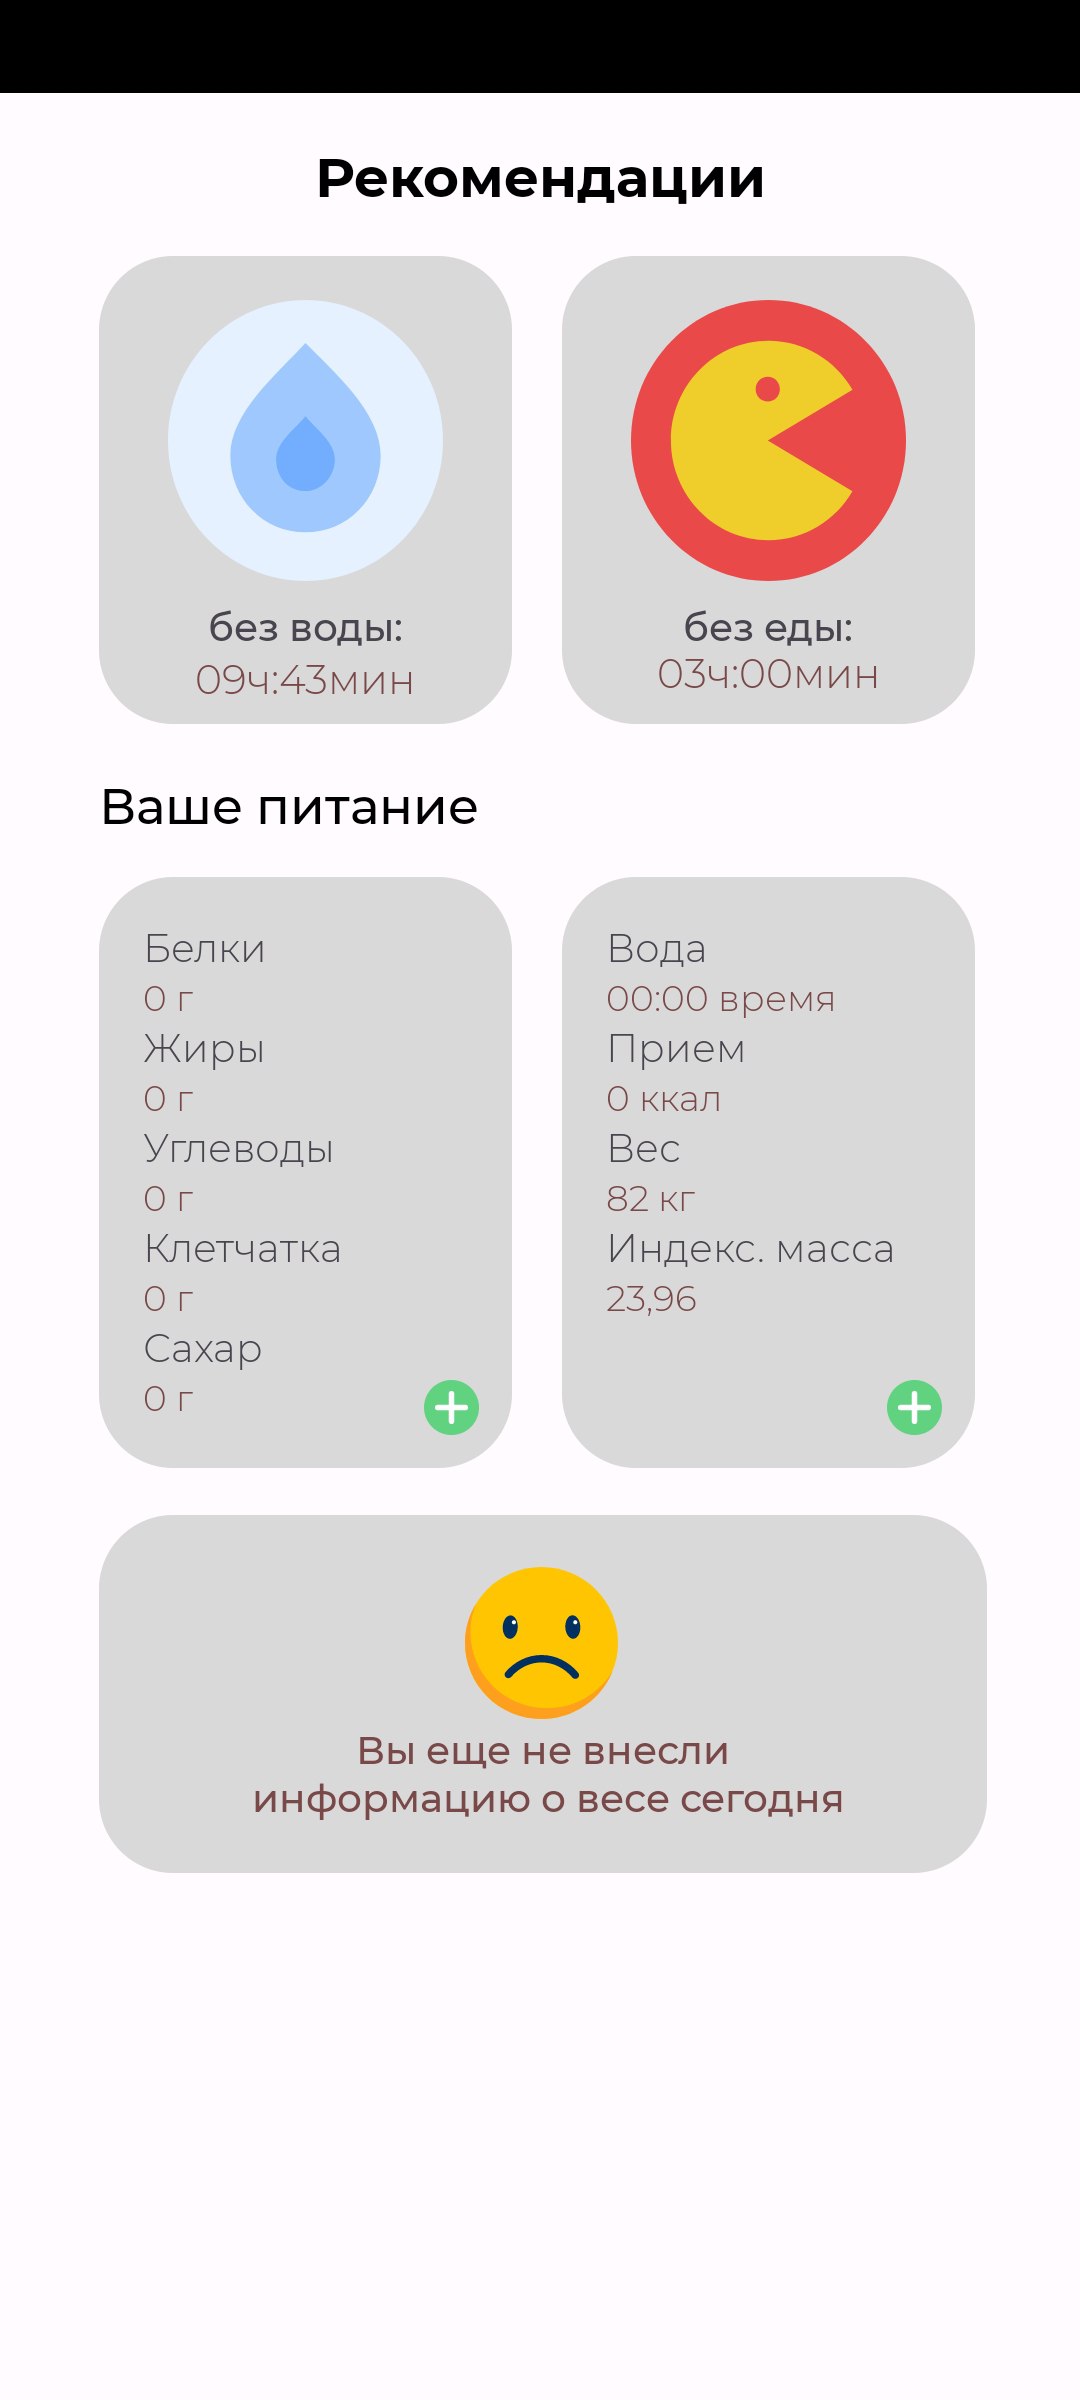 Рекомендации
без воды:
09ч:43мин
без еды:
03ч:00мин
Ваше питание
Белки
0 г
Жиры
0 г
Углеводы
0 г
Клетчатка
0 г
Сахар
0 г
Вода
00:00 время
Прием
0 ккал
Вес
82 кг
Индекс. масса
23,96
Вы еще не внесли
информацию о весе сегодня